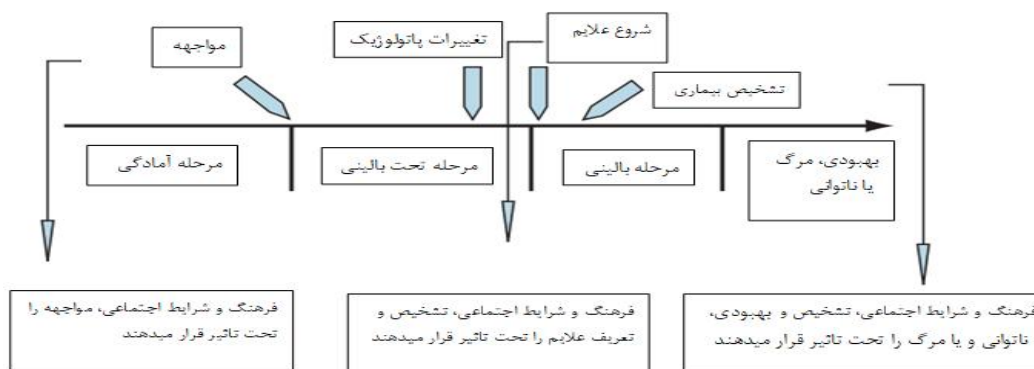 شروع علایم
مواجهه
تغییرات پاتولوژیک
تشخیص بیماری
مرحله آمادگی
مرحله تحت بالینی
مرحله بالینی
بهبودی، مرگ
یا ناتوانی
فرهنگ و شرایط اجتماعی، مواجهه را
تحت تاثیر قرار میدهند
فرهنگ و شرایط اجتماعی، تشخیص و
تعریف علایم را تحت تاثیر قرار میدهند
فرهنگ و شرایط اجتماعی، تشخیص و بهبودی،
ناتوانی و یا مرگ را تحت تاثیر قرار میدهند